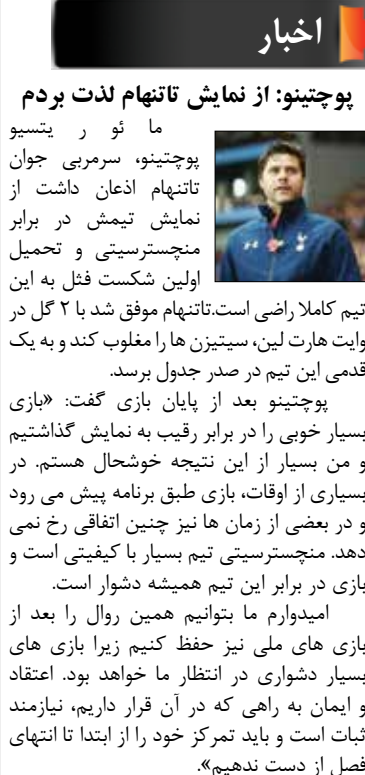 اخبار
پوچتینو: از نمایش تاتنهام لذت بردم
ما ئو ر یتسیو
پوچتینو، سرمربی جوان
تاتنهام اذعان داشت از
نمایش تیمش در برابر
منچسترسیتی و تحمیل
اولین شکست فثل به این
تیم کاملا راضی است.تاتنهام موفق شد با ۲ گل در
وایت هارت لین، سیتیزن ها را مغلوب کند و به یک
قدمی این تیم در صدر جدول برسد.
پوچتینو بعد از پایان بازی گفت: «بازی
بسیار خوبی را در برابر رقیب به نمایش گذاشتیم
و من بسیار از این نتیجه خوشحال هستم. در
بسیاری از اوقات، بازی طبق برنامه پیش می رود
و در بعضی از زمان ها نیز چنین اتفاقی رخ نمی
دهد. منچسترسیتی تیم بسیار با کیفیتی است و
بازی در برابر این تیم همیشه دشوار است.
امیدوارم ما بتوانیم همین روال را بعد از
بازی های ملی نیز حفظ کنیم زیرا بازی های
بسیار دشواری در انتظار ما خواهد بود. اعتقاد
و ایمان به راهی که در آن قرار داریم، نیازمند
ثبات است و باید تمرکز خود را از ابتدا تا انتهای
فصل از دست ندهیم».